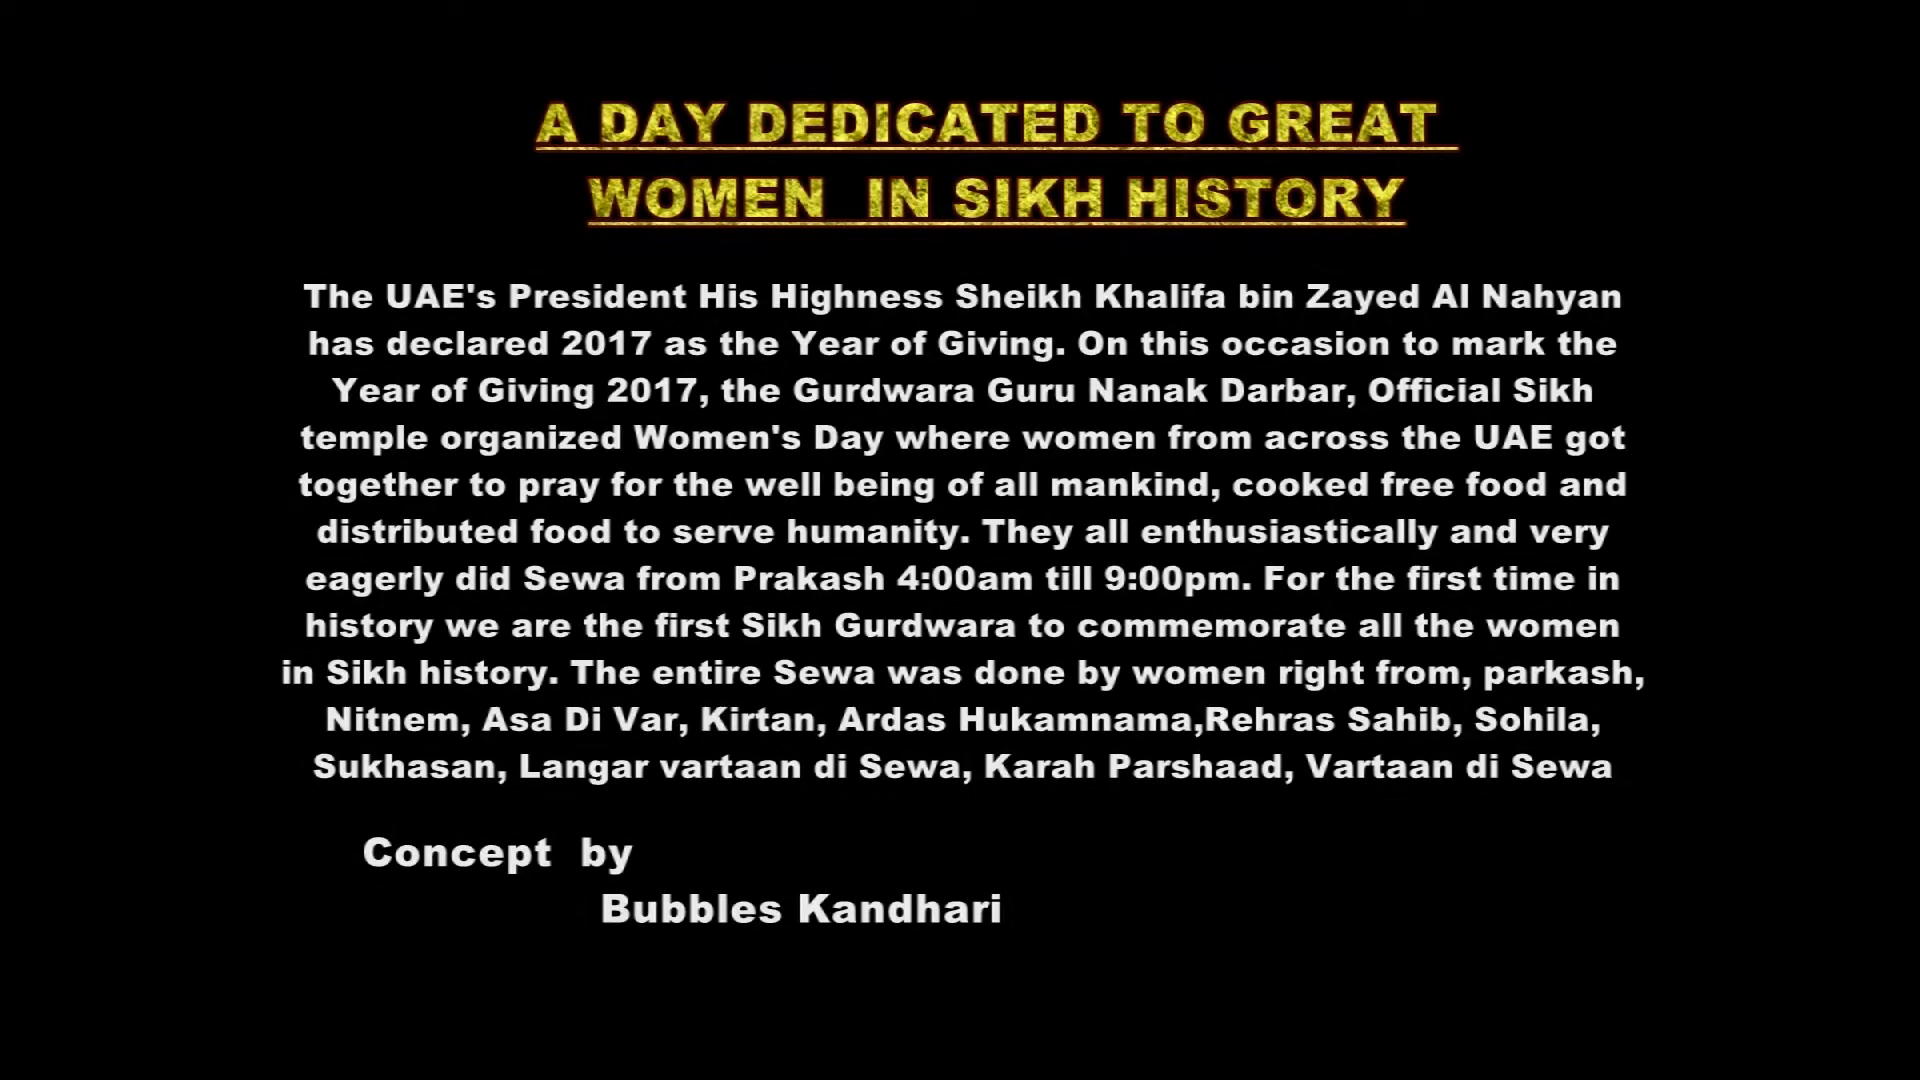 A DAY DEDICATED TO GREAT
WOMEN IN SIKH HISTORY
The UAE's President His Highness Sheikh Khalifa bin Zayed Al Nahyan
has declared 2017 as the Year of Giving. On this occasion to mark the
Year of Giving 2017, the Gurdwara Guru Nanak Darbar, Official Sikh
temple organized Women's Day where women from across the UAE got
together to pray for the well being of all mankind, cooked free food and
distributed food to serve humanity. They all enthusiastically and very
eagerly did Sewa from Prakash 4:00am till 9:00pm. For the first time in
history we are the first Sikh Gurdwara to commemorate all the women
in Sikh history. The entire Sewa was done by women right from, parkash,
Nitnem, Asa Di Var, Kirtan, Ardas Hukamnama,Rehras Sahib, Sohila,
Sukhasan, Langar vartaan di Sewa, Karah Parshaad, Vartaan di Sewa
Concept by
Bubbles Kandhari